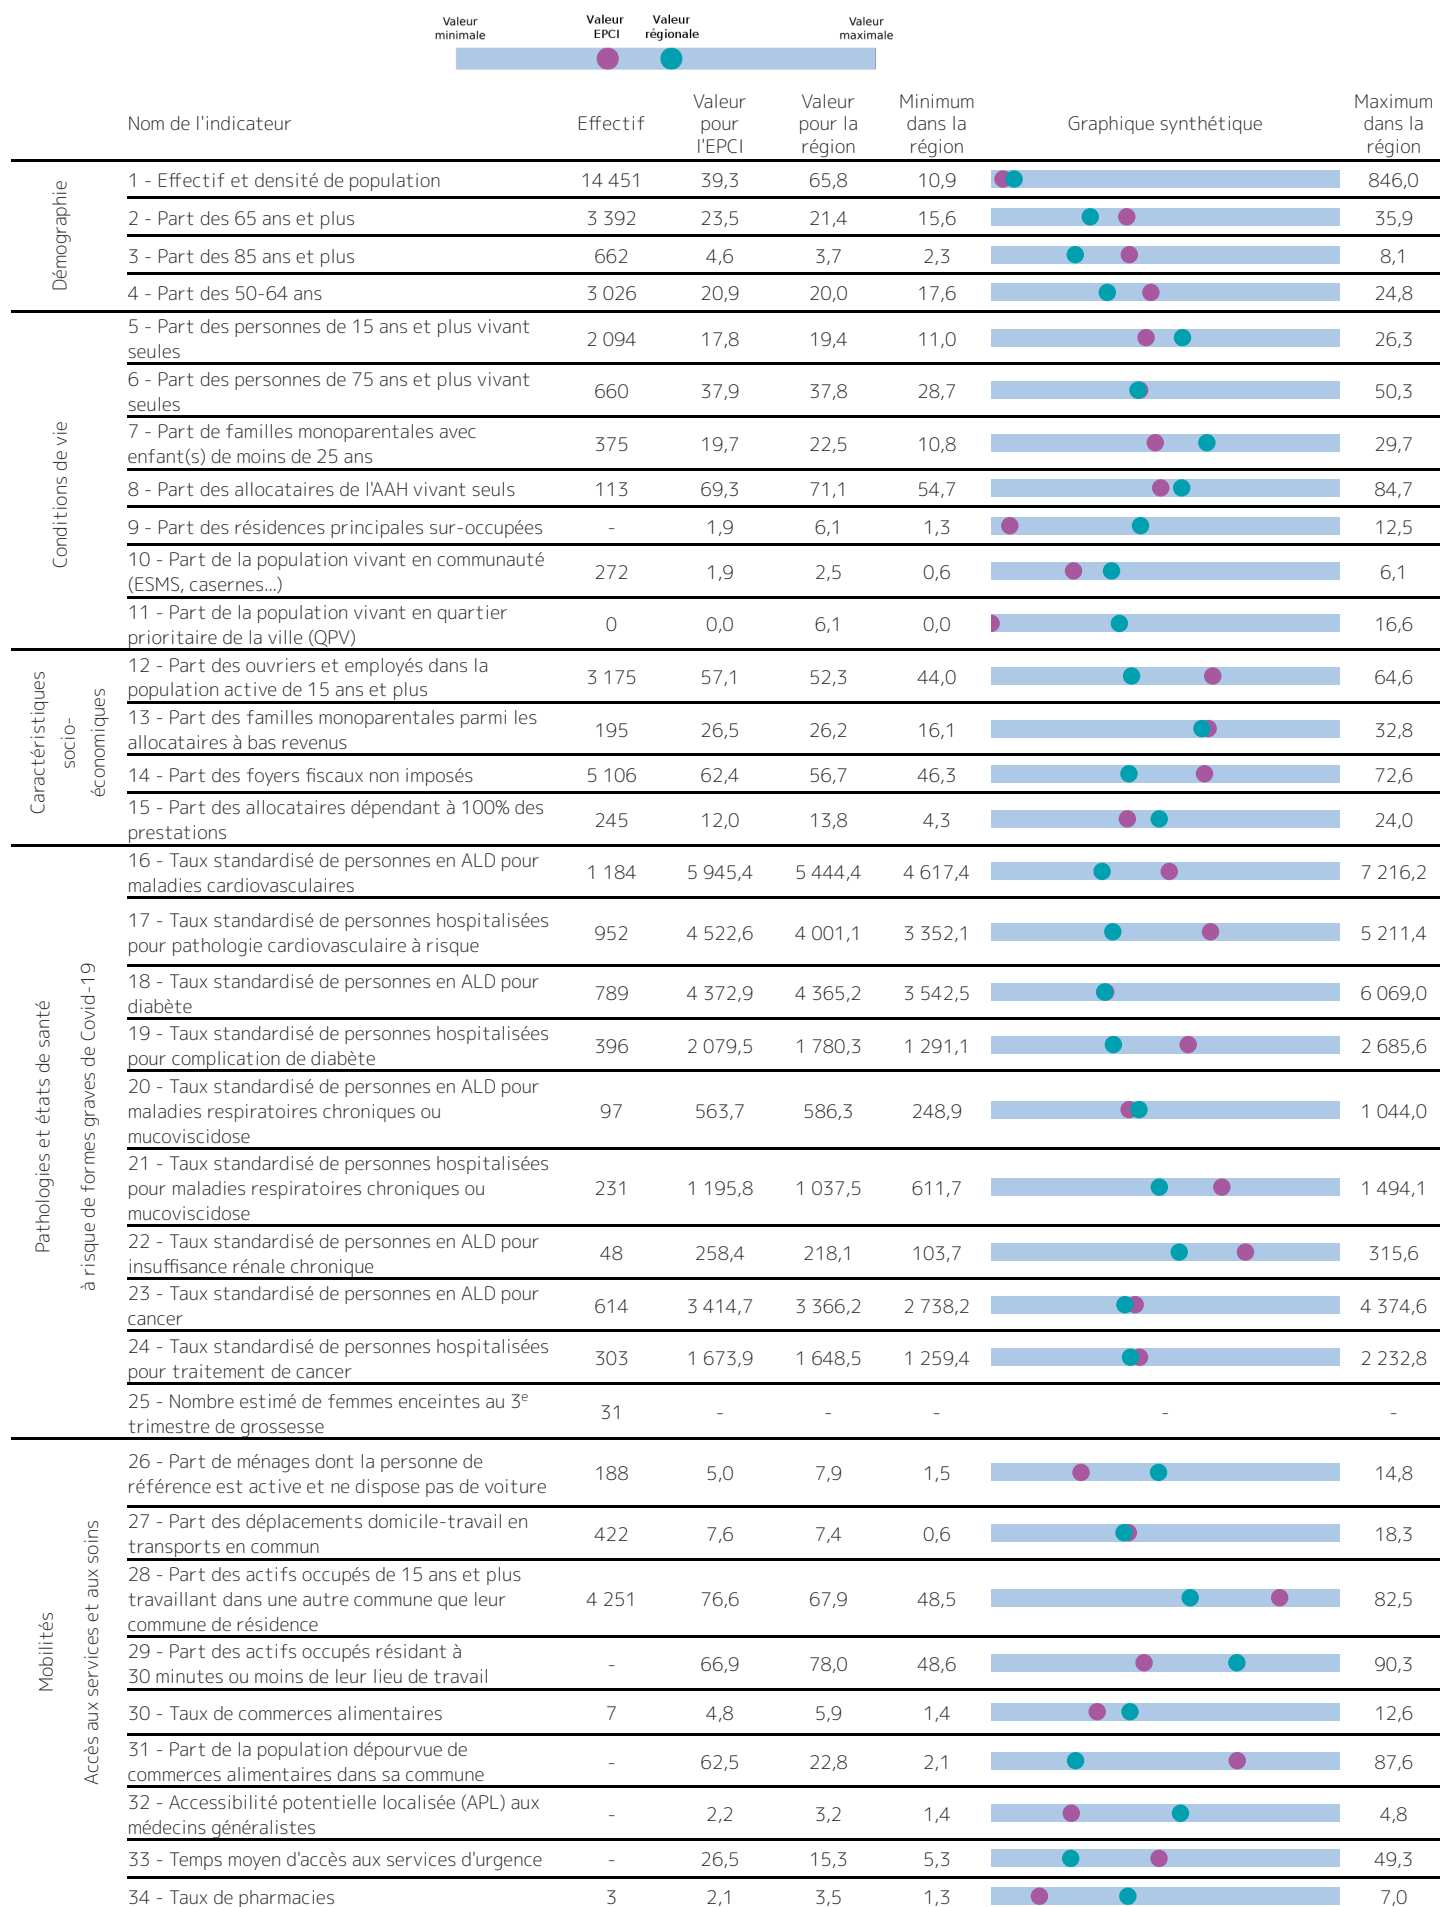 Valeur minimale
Valeur EPCI
Valeur régionale
Valeur maximale
Nom de l'indicateur
Effectif
Valeur pour l'EPCI
Valeur pour la région
Minimum dans la région
Graphique synthétique
Maximum dans la région
Démographie
1 - Effectif et densité de population 14 451 39,3 65,8 10,9 846,0
2 - Part des 65 ans et plus 3 392 23,5 21,4 15,6 35,9
3 - Part des 85 ans et plus 662 4,6 3,7 2,3 8,1
4 - Part des 50-64 ans 3 026 20,9 20,0 17,6 24,8
Conditions de vie
5 - Part des personnes de 15 ans et plus vivant
seules 2 094 17,8 19,4 11,0 26,3
6 - Part des personnes de 75 ans et plus vivant
seules 660 37,9 37,8 28,7 50,3
7 - Part de familles monoparentales avec
enfant(s) de moins de 25 ans 375 19,7 22,5 10,8 29,7
8 - Part des allocataires de l'AAH vivant seuls 113 69,3 71,1 54,7 84,7
9 - Part des résidences principales sur-occupées - 1,9 6,1 1,3 12,5
10 - Part de la population vivant en communauté
(ESMS, casernes...) 272 1,9 2,5 0,6 6,1
11 - Part de la population vivant en quartier
prioritaire de la ville (QPV) 0 0,0 6,1 0,0 16,6
Caractéristiques
socio-
économiques
12 - Part des ouvriers et employés dans la
population active de 15 ans et plus 3 175 57,1 52,3 44,0 64,6
13 - Part des familles monoparentales parmi les
allocataires à bas revenus 195 26,5 26,2 16,1 32,8
14 - Part des foyers fiscaux non imposés 5 106 62,4 56,7 46,3 72,6
15 - Part des allocataires dépendant à 100% des
prestations 245 12,0 13,8 4,3 24,0
Pathologies et états de santé
à risque de formes graves de Covid-19
16 - Taux standardisé de personnes en ALD pour
maladies cardiovasculaires 1 184 5 945,4 5 444,4 4 617,4 7 216,2
17 - Taux standardisé de personnes hospitalisées
pour pathologie cardiovasculaire à risque 952 4 522,6 4 001,1 3 352,1 5 211,4
18 - Taux standardisé de personnes en ALD pour
diabète 789 4 372,9 4 365,2 3 542,5 6 069,0
19 - Taux standardisé de personnes hospitalisées
pour complication de diabète 396 2 079,5 1 780,3 1 291,1 2 685,6
20 - Taux standardisé de personnes en ALD pour
maladies respiratoires chroniques ou 97 563,7 586,3 248,9 1 044,0
mucoviscidose
21 - Taux standardisé de personnes hospitalisées
pour maladies respiratoires chroniques ou 231 1 195,8 1 037,5 611,7 1 494,1
mucoviscidose
22 - Taux standardisé de personnes en ALD pour
insuffisance rénale chronique 48 258,4 218,1 103,7 315,6
23 - Taux standardisé de personnes en ALD pour
cancer 614 3 414,7 3 366,2 2 738,2 4 374,6
24 - Taux standardisé de personnes hospitalisées
pour traitement de cancer 303 1 673,9 1 648,5 1 259,4 2 232,8
25 - Nombre estimé de femmes enceintes au 3e
trimestre de grossesse 31 - - - - -
Mobilités
Accès aux services et aux soins
26 - Part de ménages dont la personne de
référence est active et ne dispose pas de voiture 188 5,0 7,9 1,5 14,8
27 - Part des déplacements domicile-travail en
transports en commun 422 7,6 7,4 0,6 18,3
28 - Part des actifs occupés de 15 ans et plus
travaillant dans une autre commune que leur 4 251 76,6 67,9 48,5 82,5
commune de résidence
29 - Part des actifs occupés résidant à
30 minutes ou moins de leur lieu de travail - 66,9 78,0 48,6 90,3
30 - Taux de commerces alimentaires 7 4,8 5,9 1,4 12,6
31 - Part de la population dépourvue de
commerces alimentaires dans sa commune - 62,5 22,8 2,1 87,6
32 - Accessibilité potentielle localisée (APL) aux
médecins généralistes - 2,2 3,2 1,4 4,8
33 - Temps moyen d'accès aux services d'urgence - 26,5 15,3 5,3 49,3
34 - Taux de pharmacies 3 2,1 3,5 1,3 7,0